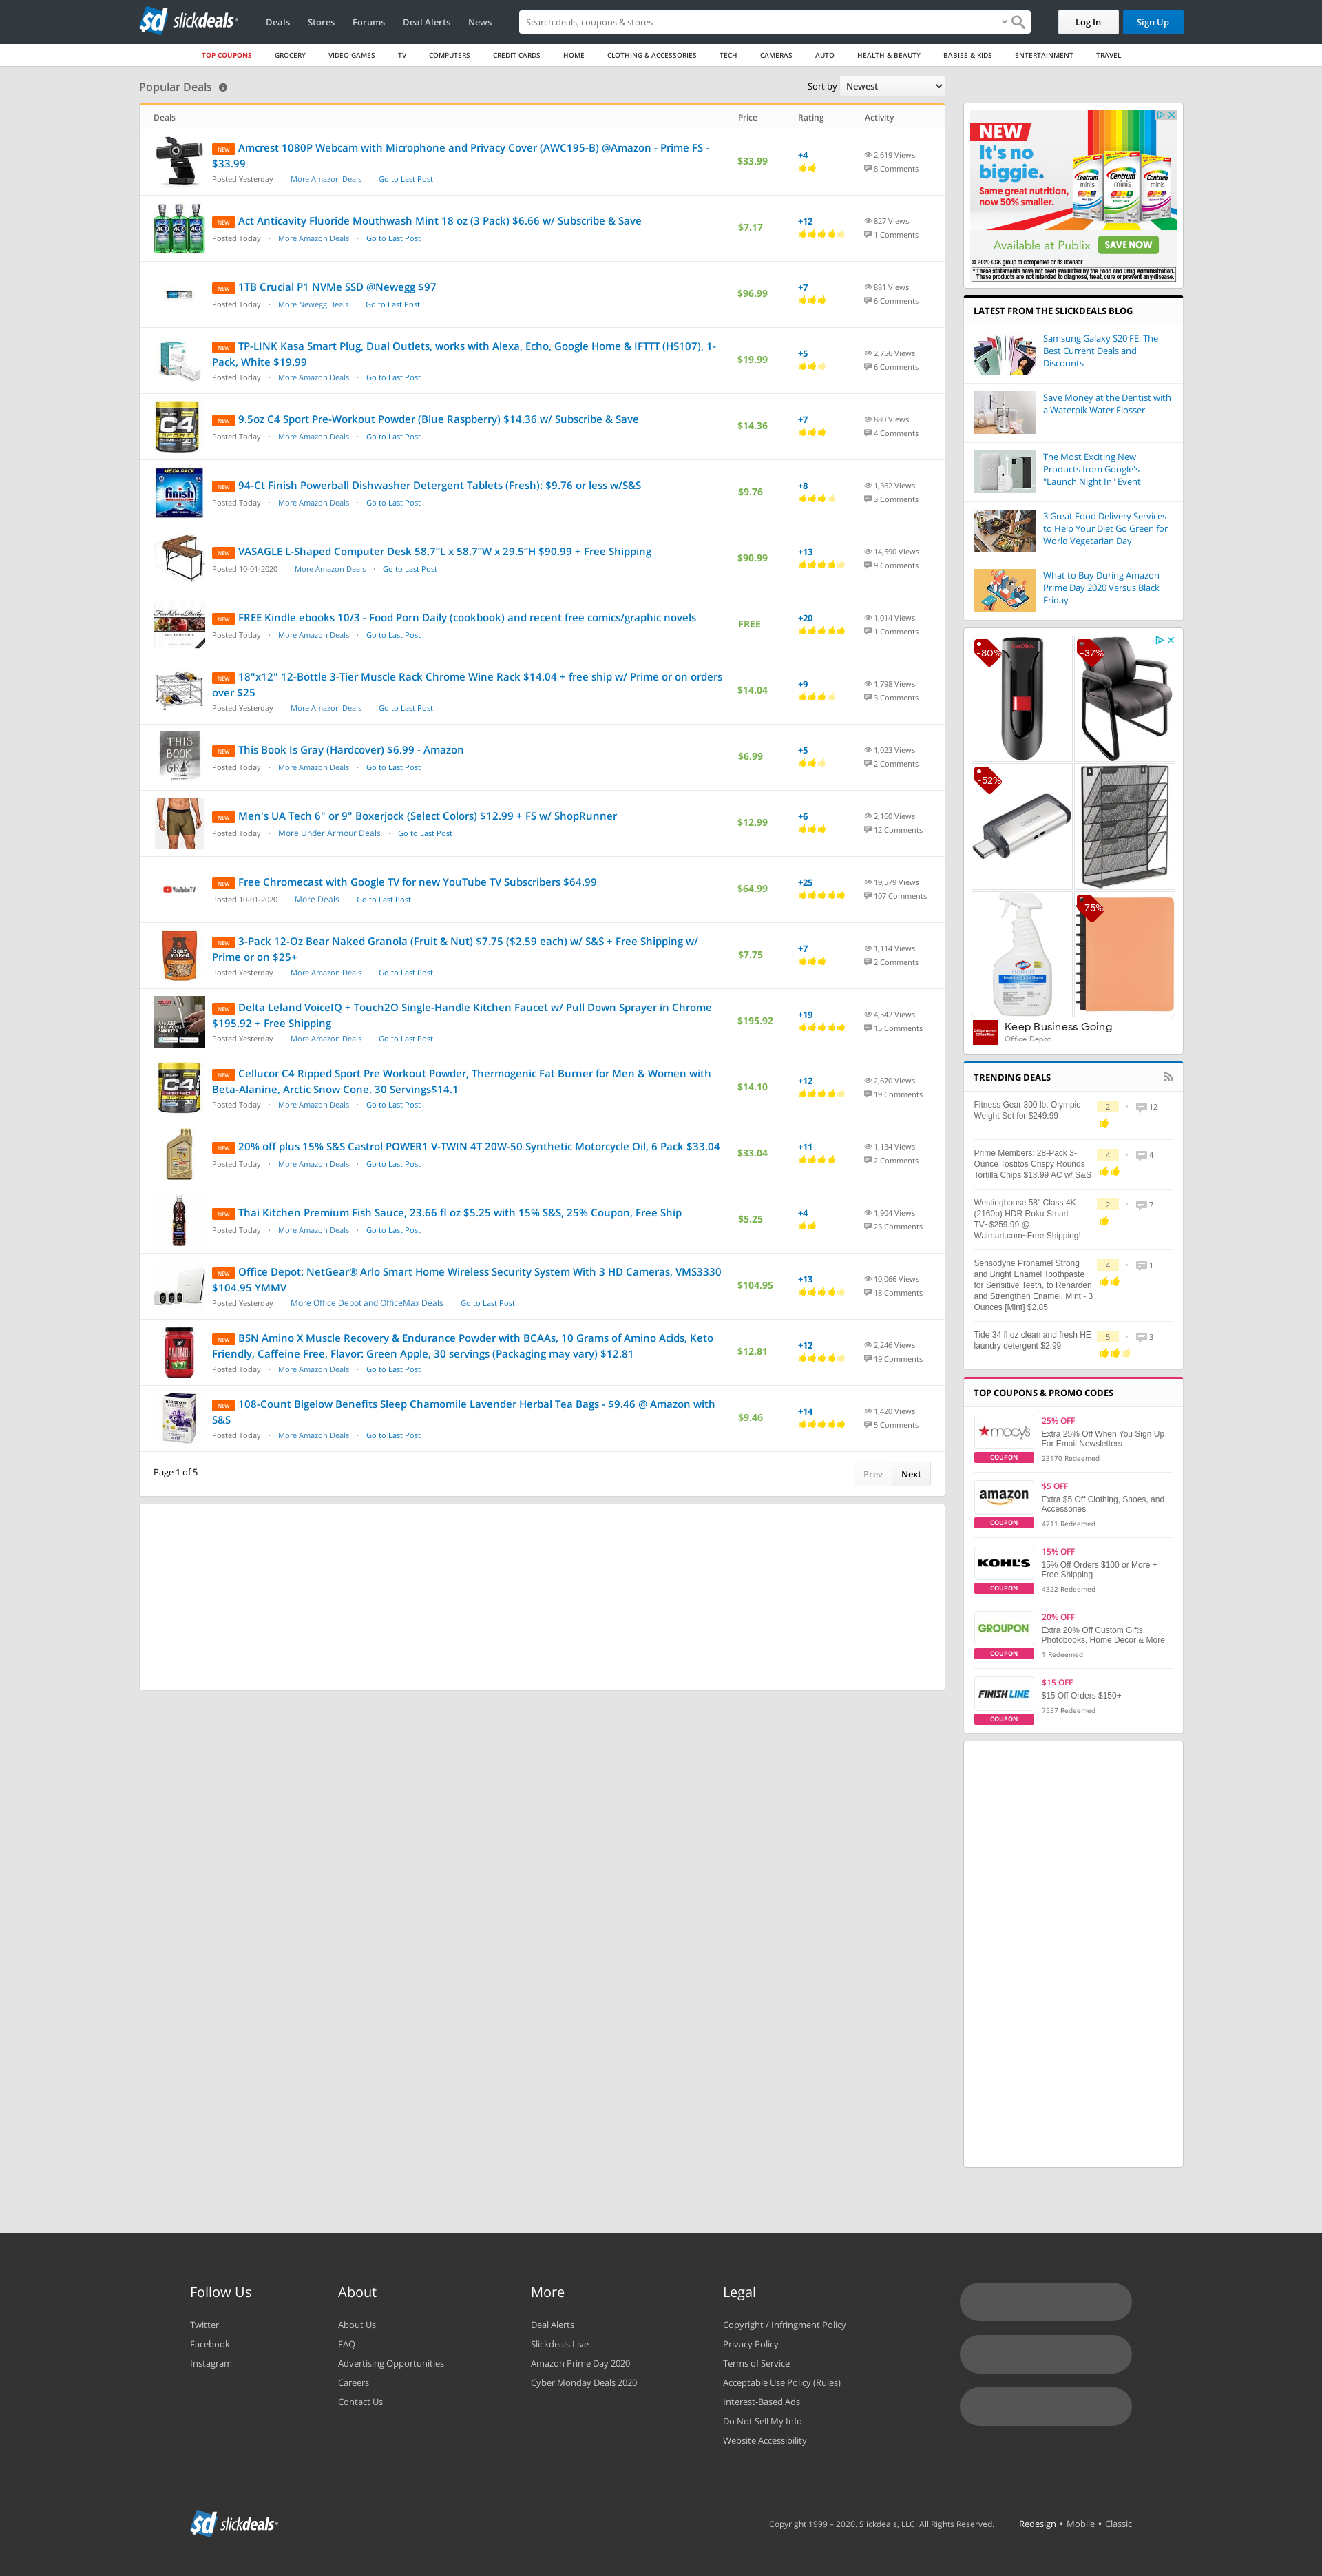 slickdeals
Deals Stores Forums Deal Alerts News
Search deals, coupons & stores
Log In
Sign Up
TOP COUPONS GROCERY VIDEO GAMES TV COMPUTERS CREDIT CARDS HOME CLOTHING & ACCESSORIES TECH CAMERAS AUTO HEALTH & BEAUTY BABIES & KIDS ENTERTAINMENT TRAVEL
Popular Deals
Sort by Newest
Deals Price Rating Activity
NEW Amcrest 1080P Webcam with Microphone and Privacy Cover (AWC195-B) @Amazon - Prime FS -
$33.99
Posted Yesterday · More Amazon Deals · Go to Last Post
$33.99
+4
2,619 Views
8 Comments
NEW Act Anticavity Fluoride Mouthwash Mint 18 oz (3 Pack) $6.66 w/ Subscribe & Save
Posted Today · More Amazon Deals · Go to Last Post
$7.17
+12
827 Views
1 Comments
NEW 1TB Crucial P1 NVMe SSD @Newegg $97
Posted Today · More Newegg Deals · Go to Last Post
$96.99
+7
881 Views
6 Comments
NEW TP-LINK Kasa Smart Plug, Dual Outlets, works with Alexa, Echo, Google Home & IFTTT (HS107), 1-
Pack, White $19.99
Posted Today · More Amazon Deals · Go to Last Post
$19.99
+5
2,756 Views
6 Comments
NEW 9.5oz C4 Sport Pre-Workout Powder (Blue Raspberry) $14.36 w/ Subscribe & Save
Posted Today · More Amazon Deals · Go to Last Post
$14.36
+7
880 Views
4 Comments
NEW 94-Ct Finish Powerball Dishwasher Detergent Tablets (Fresh): $9.76 or less w/S&S
Posted Today · More Amazon Deals · Go to Last Post
$9.76
+8
1,362 Views
3 Comments
NEW VASAGLE L-Shaped Computer Desk 58.7”L x 58.7”W x 29.5”H $90.99 + Free Shipping
Posted 10-01-2020 · More Amazon Deals · Go to Last Post
$90.99
+13
14,590 Views
9 Comments
NEW FREE Kindle ebooks 10/3 - Food Porn Daily (cookbook) and recent free comics/graphic novels
Posted Today · More Amazon Deals · Go to Last Post
FREE
+20
1,014 Views
1 Comments
NEW 18"x12" 12-Bottle 3-Tier Muscle Rack Chrome Wine Rack $14.04 + free ship w/ Prime or on orders
over $25
Posted Yesterday · More Amazon Deals · Go to Last Post
$14.04
+9
1,798 Views
3 Comments
NEW This Book Is Gray (Hardcover) $6.99 - Amazon
Posted Today · More Amazon Deals · Go to Last Post
$6.99
+5
1,023 Views
2 Comments
NEW Men's UA Tech 6" or 9" Boxerjock (Select Colors) $12.99 + FS w/ ShopRunner
Posted Today · More Under Armour Deals · Go to Last Post
$12.99
+6
2,160 Views
12 Comments
NEW Free Chromecast with Google TV for new YouTube TV Subscribers $64.99
Posted 10-01-2020 · More Deals · Go to Last Post
$64.99
+25
19,579 Views
107 Comments
NEW 3-Pack 12-Oz Bear Naked Granola (Fruit & Nut) $7.75 ($2.59 each) w/ S&S + Free Shipping w/
Prime or on $25+
Posted Yesterday · More Amazon Deals · Go to Last Post
$7.75
+7
1,114 Views
2 Comments
NEW Delta Leland VoiceIQ + Touch2O Single-Handle Kitchen Faucet w/ Pull Down Sprayer in Chrome
$195.92 + Free Shipping
Posted Yesterday · More Amazon Deals · Go to Last Post
$195.92
+19
4,542 Views
15 Comments
NEW Cellucor C4 Ripped Sport Pre Workout Powder, Thermogenic Fat Burner for Men & Women with
Beta-Alanine, Arctic Snow Cone, 30 Servings$14.1
Posted Today · More Amazon Deals · Go to Last Post
$14.10
+12
2,670 Views
19 Comments
NEW 20% off plus 15% S&S Castrol POWER1 V-TWIN 4T 20W-50 Synthetic Motorcycle Oil, 6 Pack $33.04
Posted Today · More Amazon Deals · Go to Last Post
$33.04
+11
1,134 Views
2 Comments
NEW Thai Kitchen Premium Fish Sauce, 23.66 fl oz $5.25 with 15% S&S, 25% Coupon, Free Ship
Posted Today · More Amazon Deals · Go to Last Post
$5.25
+4
1,904 Views
23 Comments
NEW Office Depot: NetGear® Arlo Smart Home Wireless Security System With 3 HD Cameras, VMS3330
$104.95 YMMV
Posted Yesterday · More Office Depot and OfficeMax Deals · Go to Last Post
$104.95
+13
10,066 Views
18 Comments
NEW BSN Amino X Muscle Recovery & Endurance Powder with BCAAs, 10 Grams of Amino Acids, Keto
Friendly, Caffeine Free, Flavor: Green Apple, 30 servings (Packaging may vary) $12.81
Posted Today · More Amazon Deals · Go to Last Post
$12.81
+12
2,246 Views
19 Comments
NEW 108-Count Bigelow Benefits Sleep Chamomile Lavender Herbal Tea Bags - $9.46 @ Amazon with
S&S
Posted Today · More Amazon Deals · Go to Last Post
$9.46
+14
1,420 Views
5 Comments
Page 1 of 5
Prev Next
NEW
It's no
biggie.
Same great nutrition,
now 50% smaller.
Available at Publix
SAVE NOW
© 2020 GSK group of companies or its licensor
* These statements have not been evaluated by the Food and Drug Administration.
These products are not intended to diagnose, treat, cure or prevent any disease.
LATEST FROM THE SLICKDEALS BLOG
Samsung Galaxy S20 FE: The
Best Current Deals and
Discounts
Save Money at the Dentist with
a Waterpik Water Flosser
The Most Exciting New
Products from Google's
"Launch Night In" Event
3 Great Food Delivery Services
to Help Your Diet Go Green for
World Vegetarian Day
What to Buy During Amazon
Prime Day 2020 Versus Black
Friday
-80%
-37%
-52%
-75%
Keep Business Going
Office Depot
TRENDING DEALS
Fitness Gear 300 lb. Olympic
Weight Set for $249.99
2 • 12
Prime Members: 28-Pack 3-
Ounce Tostitos Crispy Rounds
Tortilla Chips $13.99 AC w/ S&S
4 • 4
Westinghouse 58" Class 4K
(2160p) HDR Roku Smart
TV~$259.99 @
Walmart.com~Free Shipping!
2 • 7
Sensodyne Pronamel Strong
and Bright Enamel Toothpaste
for Sensitive Teeth, to Reharden
and Strengthen Enamel, Mint - 3
Ounces [Mint] $2.85
4 • 1
Tide 34 fl oz clean and fresh HE
laundry detergent $2.99
5 • 3
TOP COUPONS & PROMO CODES
macy's
COUPON
25% OFF
Extra 25% Off When You Sign Up
For Email Newsletters
23170 Redeemed
amazon
COUPON
$5 OFF
Extra $5 Off Clothing, Shoes, and
Accessories
4711 Redeemed
KOHL'S
COUPON
15% OFF
15% Off Orders $100 or More +
Free Shipping
4322 Redeemed
GROUPON
COUPON
20% OFF
Extra 20% Off Custom Gifts,
Photobooks, Home Decor & More
1 Redeemed
FINISH LINE
COUPON
$15 OFF
$15 Off Orders $150+
7537 Redeemed
Follow Us
Twitter
Facebook
Instagram
About
About Us
FAQ
Advertising Opportunities
Careers
Contact Us
More
Deal Alerts
Slickdeals Live
Amazon Prime Day 2020
Cyber Monday Deals 2020
Legal
Copyright / Infringment Policy
Privacy Policy
Terms of Service
Acceptable Use Policy (Rules)
Interest-Based Ads
Do Not Sell My Info
Website Accessibility
slickdeals
Copyright 1999 – 2020. Slickdeals, LLC. All Rights Reserved.
Redesign • Mobile • Classic